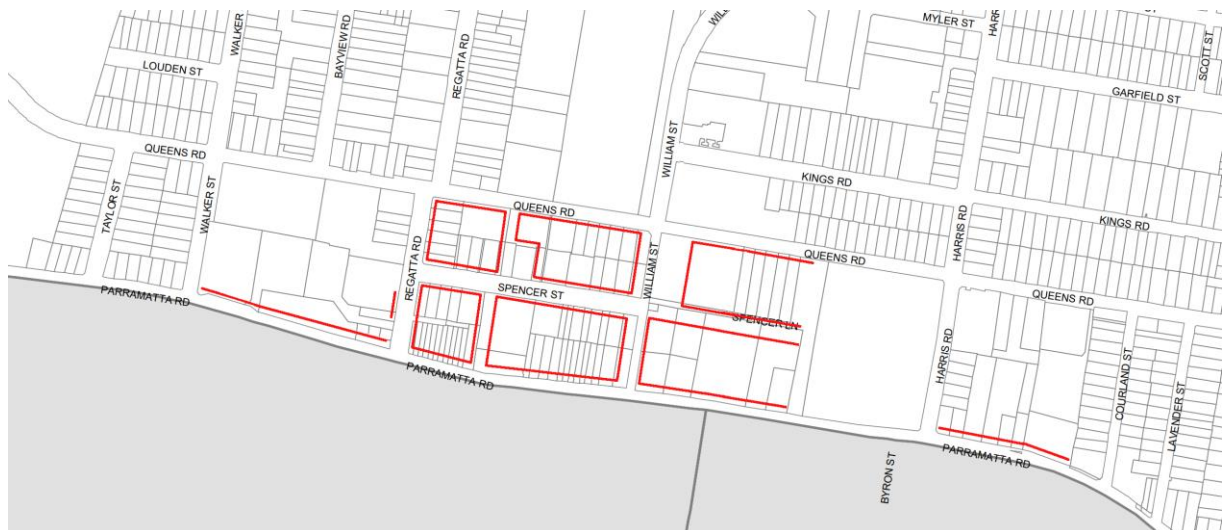 MYLER ST
SCOTT ST
WALKER
BAYVIEW RD
REGATTA RD
LOUDEN ST
GARFIELD ST
QUEENS RD
WILLIAM ST
KINGS RD
TAYLOR ST
WALKER ST
QUEENS RD
HARRIS RD
KINGS RD
REGATTA RD
WILLIAM ST
QUEENS RD
PARRAMATTA RD
SPENCER ST
QUEENS RD
SPENCER LN
HARRIS RD
COURLAND ST
PARRAMATTA RD
LAVENDER ST
PARRAMATTA RD
BYRON ST